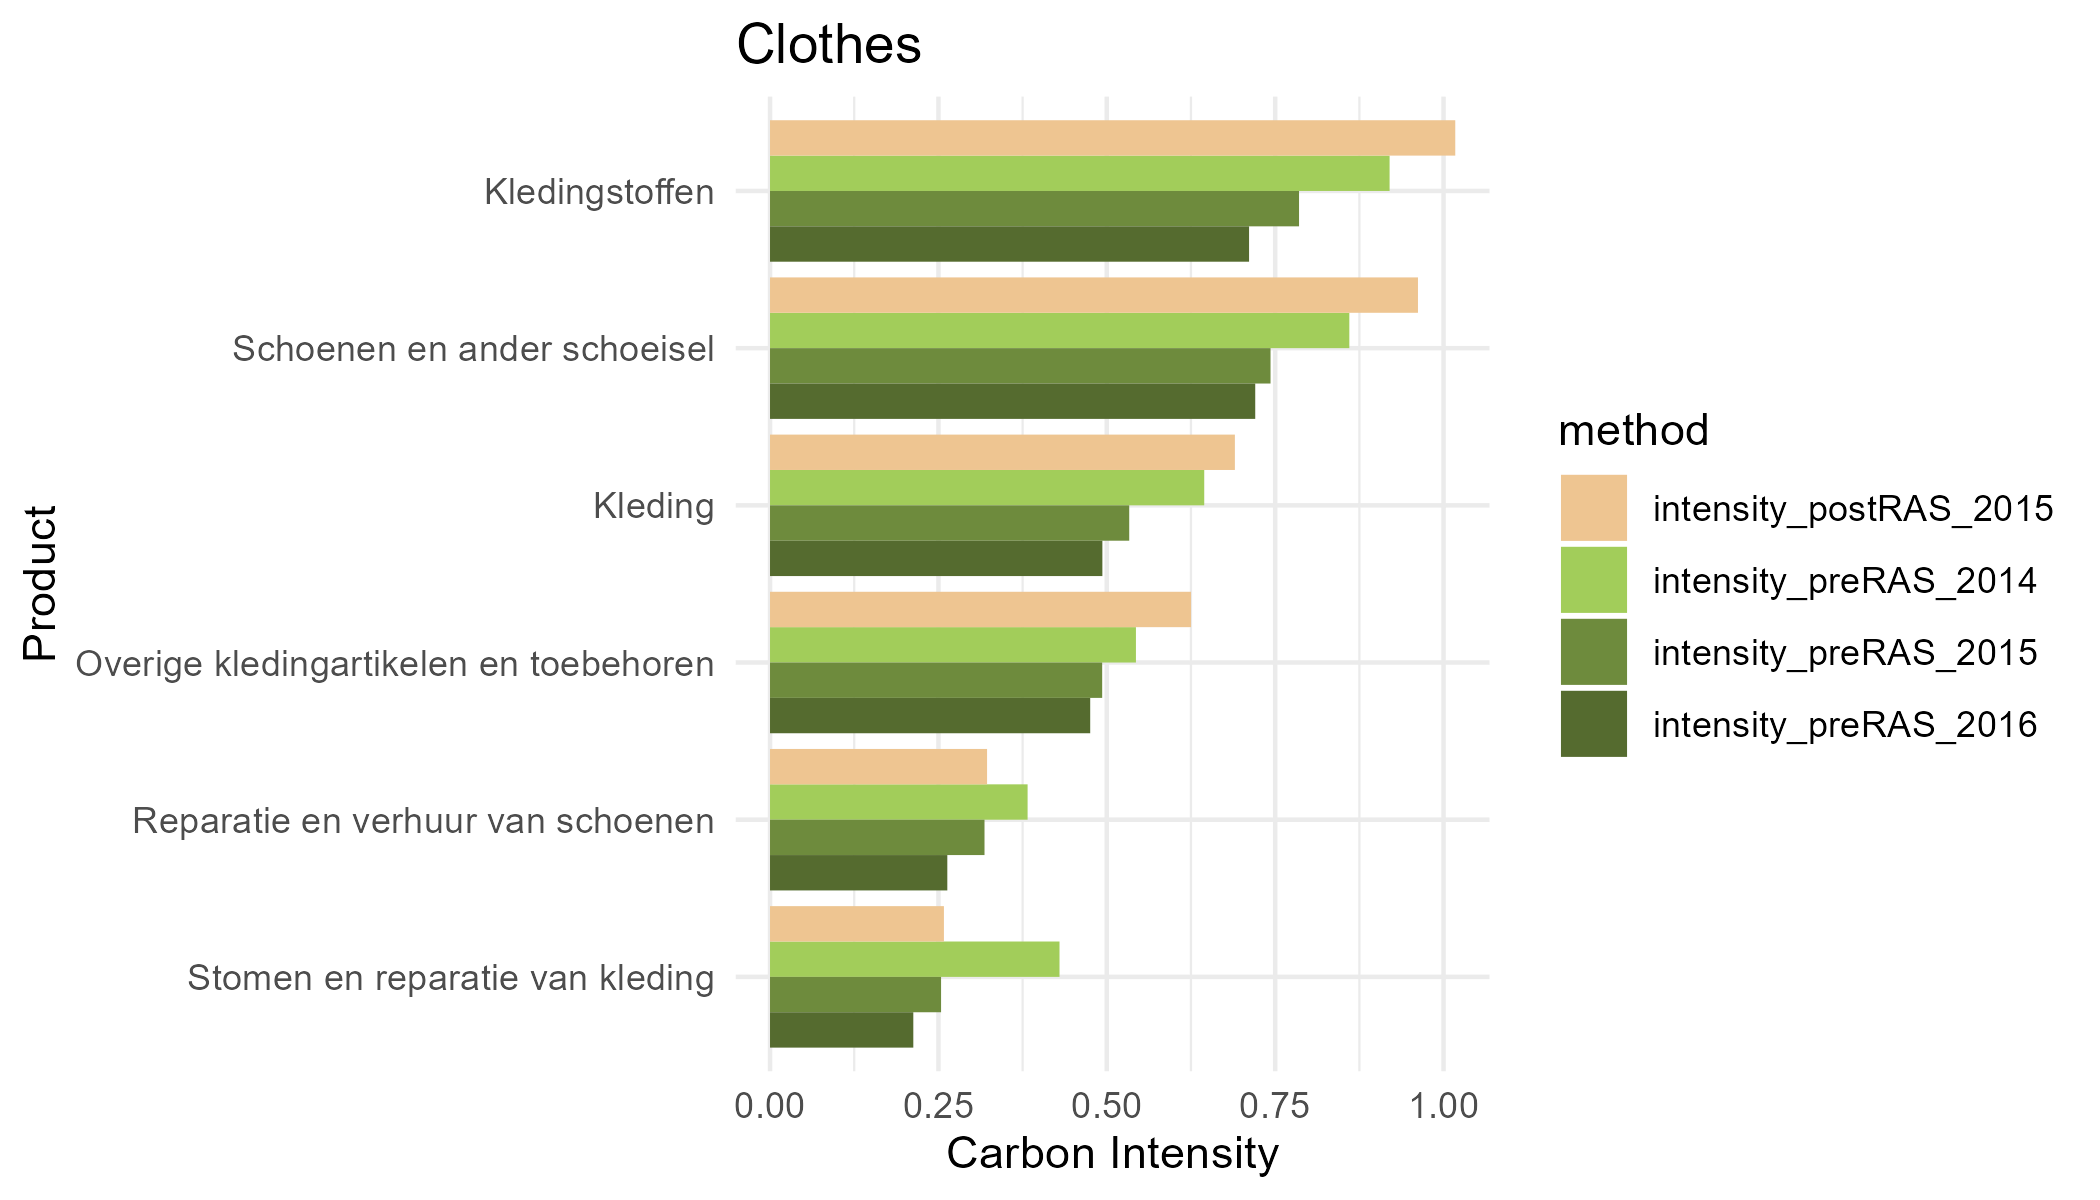 Clothes
Product
Kledingstoffen
Schoenen en ander schoeisel
Kleding
Overige kledingartikelen en toebehoren
Reparatie en verhuur van schoenen
Stomen en reparatie van kleding
0.00 0.25 0.50 0.75 1.00
Carbon Intensity
method
intensity_postRAS_2015
intensity_preRAS_2014
intensity_preRAS_2015
intensity_preRAS_2016